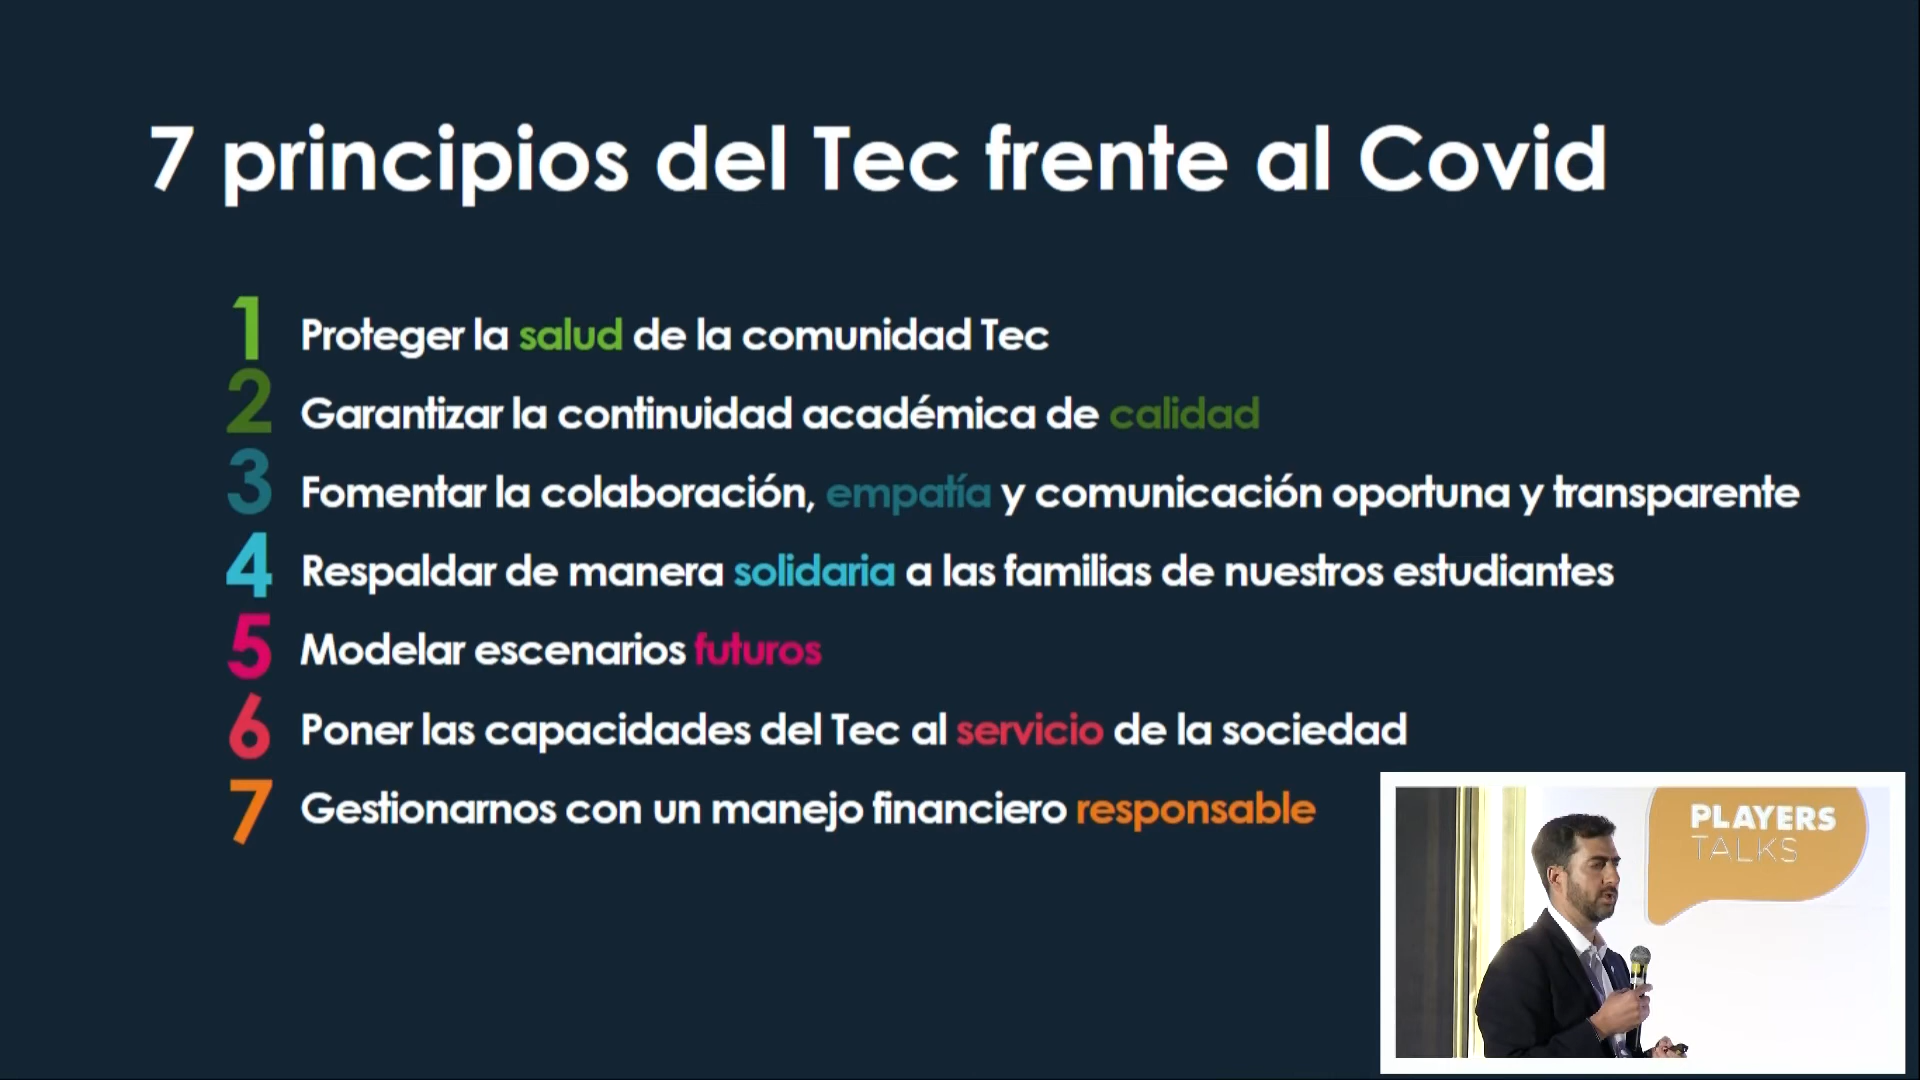 7 principios del Tec frente al Covid
1 Proteger la salud de la comunidad Tec
2 Garantizar la continuidad académica de calidad
3 Fomentar la colaboración, empatía y comunicación oportuna y transparente
4 Respaldar de manera solidaria a las familias de nuestros estudiantes
5 Modelar escenarios futuros
6 Poner las capacidades del Tec al servicio de la sociedad
7 Gestionarnos con un manejo financiero responsable
PLAYERS
TALKS